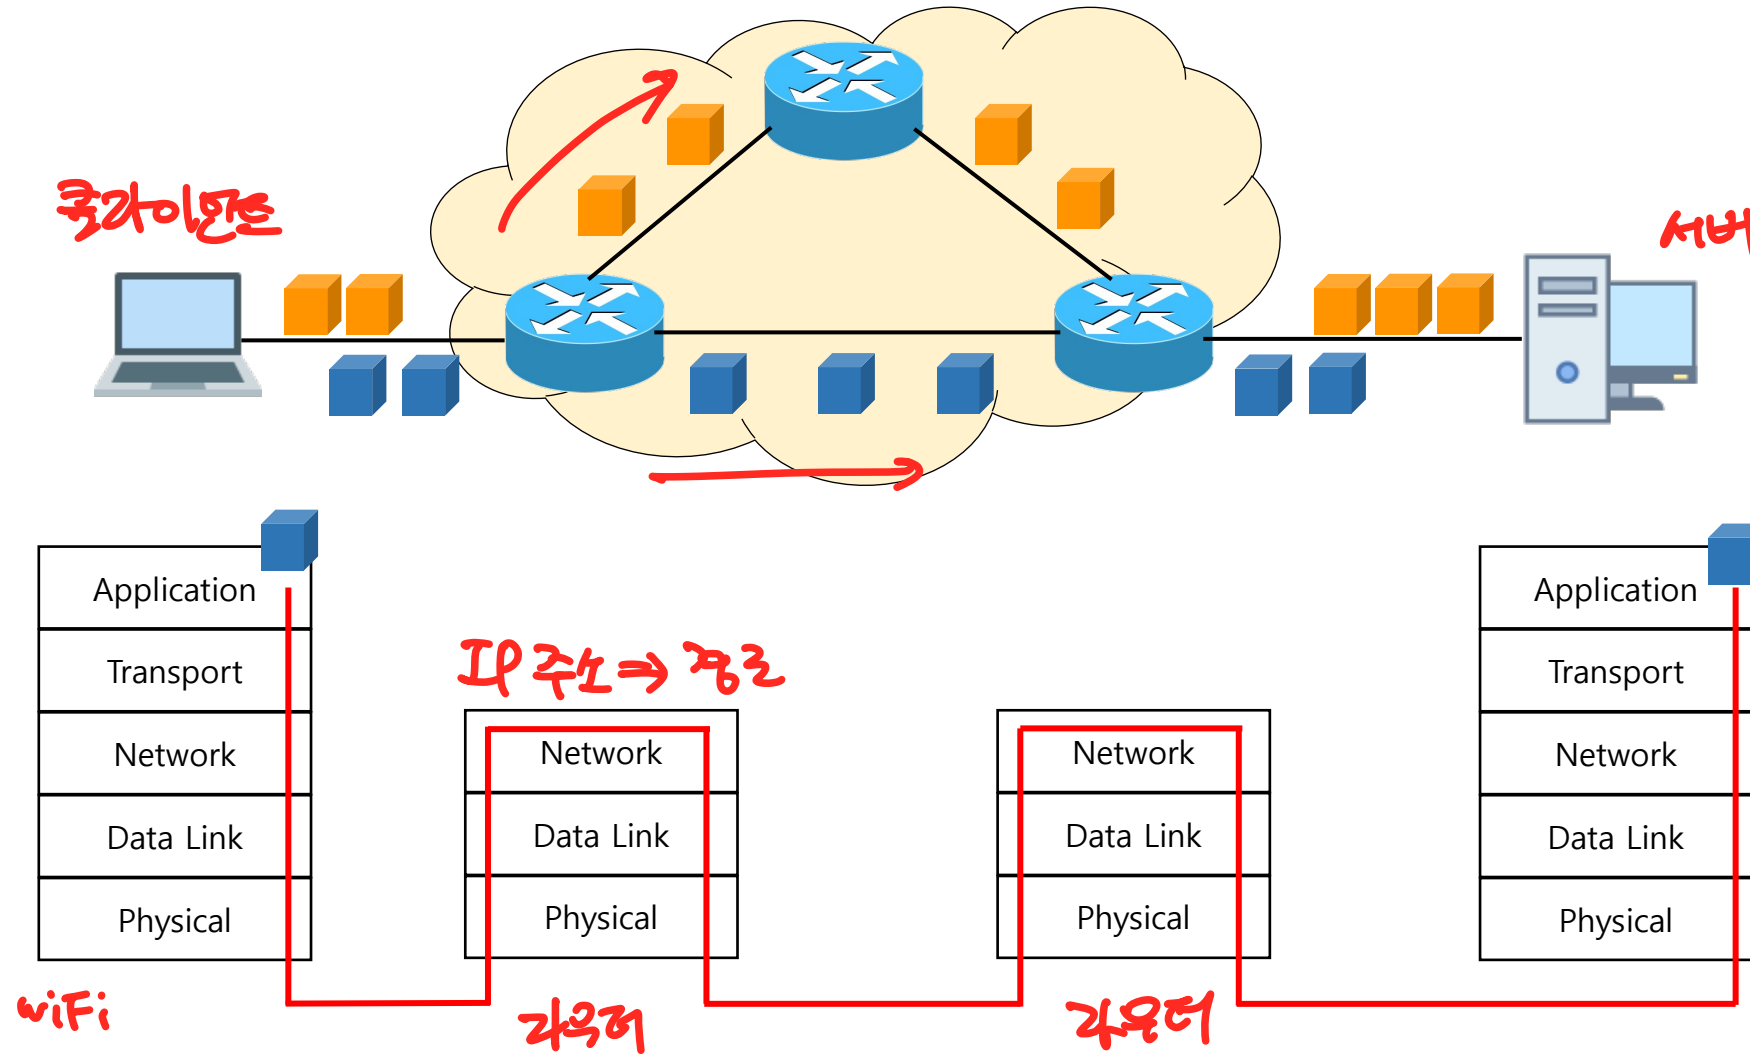 클라이언트
서버
Application
Transport
Network
Data Link
Physical
WiFi
IP 주소 ⇒ 경로
Network
Data Link
Physical
라우터
Network
Data Link
Physical
라우터
Application
Transport
Network
Data Link
Physical